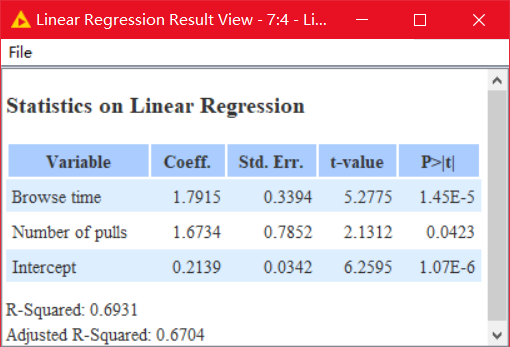 Linear Regression Result View - 7:4 - Li...
File
Statistics on Linear Regression
Variable Coeff. Std. Err. t-value P>|t|
Browse time 1.7915 0.3394 5.2775 1.45E-5
Number of pulls 1.6734 0.7852 2.1312 0.0423
Intercept 0.2139 0.0342 6.2595 1.07E-6
R-Squared: 0.6931
Adjusted R-Squared: 0.6704